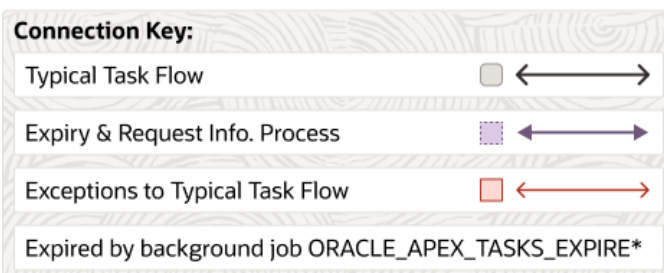 Connection Key:
Typical Task Flow
Expiry & Request Info. Process
Exceptions to Typical Task Flow
Expired by background job ORACLE_APEX_TASKS_EXPIRE*